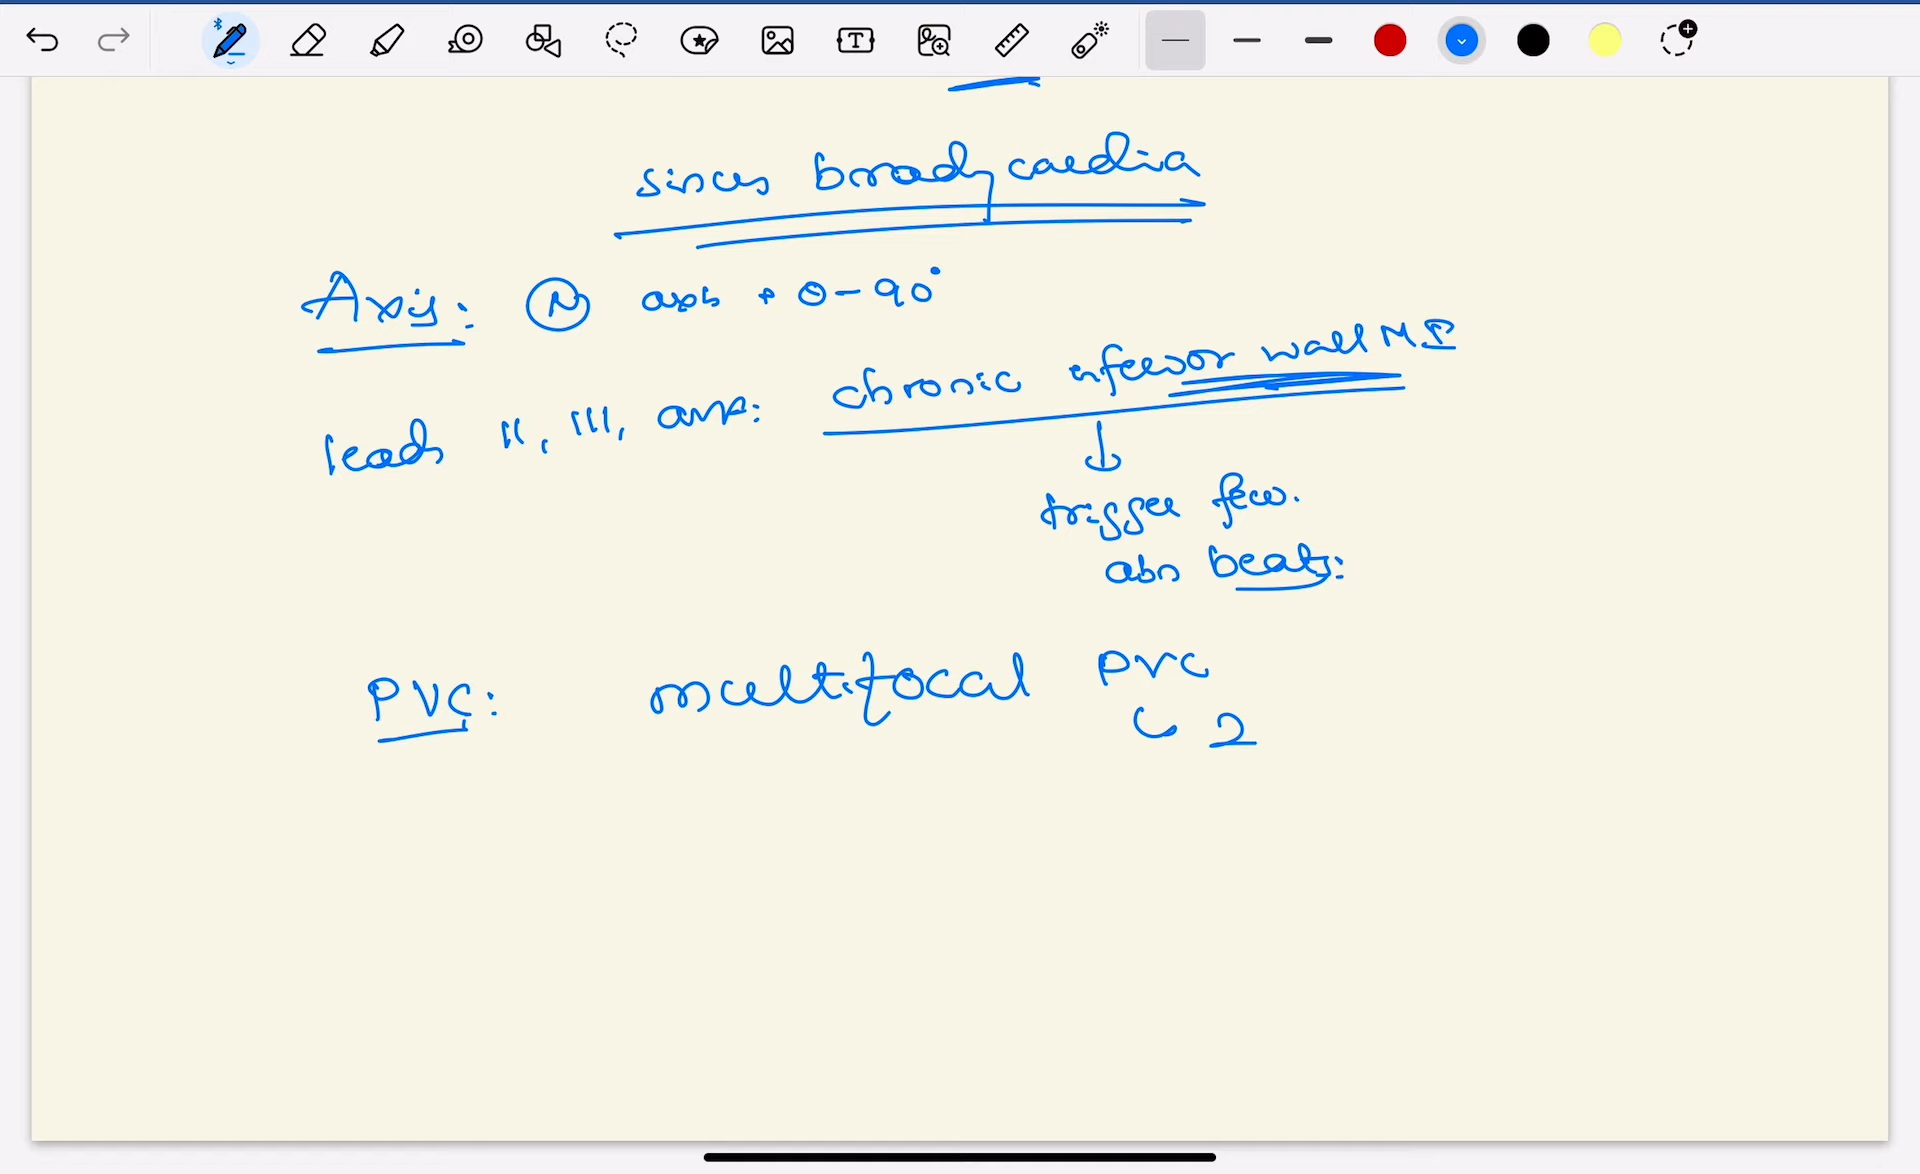 sinus bradycardia
Axis: N axis 0-90°
leads II, III, avF: chronic inferior wall MI
trigger few
abn beats:
PVC: multifocal PVC
2